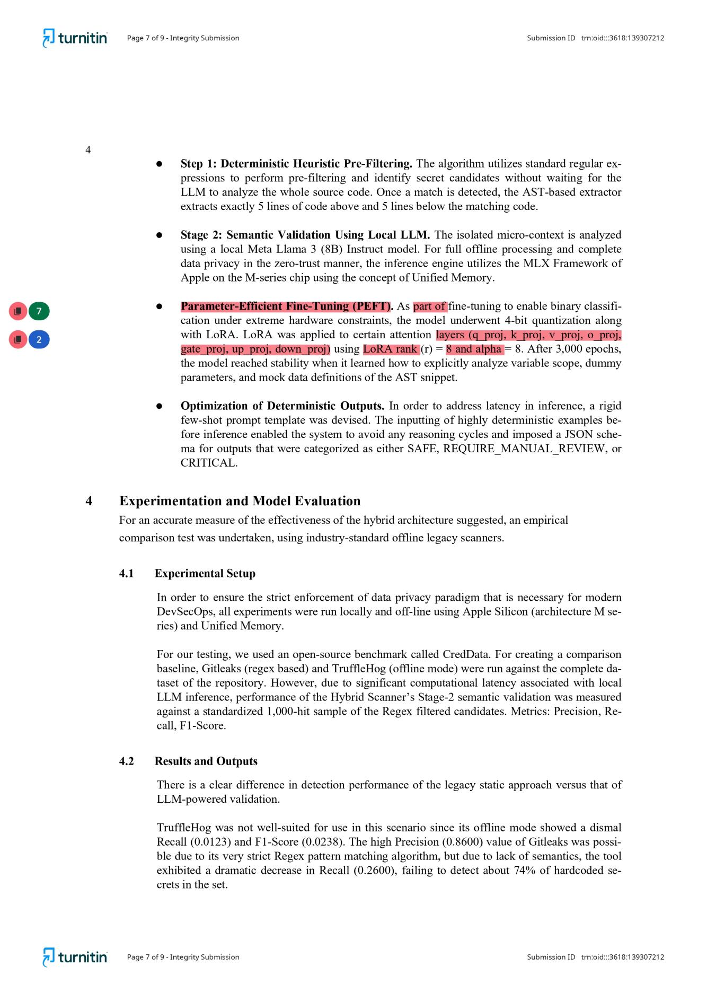 turnitin Page 7 of 9 - Integrity Submission Submission ID trn:oid:::3618:139307212
4
● Step 1: Deterministic Heuristic Pre-Filtering. The algorithm utilizes standard regular ex-
pressions to perform pre-filtering and identify secret candidates without waiting for the
LLM to analyze the whole source code. Once a match is detected, the AST-based extractor
extracts exactly 5 lines of code above and 5 lines below the matching code.
● Stage 2: Semantic Validation Using Local LLM. The isolated micro-context is analyzed
using a local Meta Llama 3 (8B) Instruct model. For full offline processing and complete
data privacy in the zero-trust manner, the inference engine utilizes the MLX Framework of
Apple on the M-series chip using the concept of Unified Memory.
7 ● Parameter-Efficient Fine-Tuning (PEFT). As part of fine-tuning to enable binary classifi-
cation under extreme hardware constraints, the model underwent 4-bit quantization along
2 with LoRA. LoRA was applied to certain attention layers (q_proj, k_proj, v_proj, o_proj,
gate_proj, up_proj, down_proj) using LoRA rank (r) = 8 and alpha = 8. After 3,000 epochs,
the model reached stability when it learned how to explicitly analyze variable scope, dummy
parameters, and mock data definitions of the AST snippet.
● Optimization of Deterministic Outputs. In order to address latency in inference, a rigid
few-shot prompt template was devised. The inputting of highly deterministic examples be-
fore inference enabled the system to avoid any reasoning cycles and imposed a JSON sche-
ma for outputs that were categorized as either SAFE, REQUIRE_MANUAL_REVIEW, or
CRITICAL.
4 Experimentation and Model Evaluation
For an accurate measure of the effectiveness of the hybrid architecture suggested, an empirical
comparison test was undertaken, using industry-standard offline legacy scanners.
4.1 Experimental Setup
In order to ensure the strict enforcement of data privacy paradigm that is necessary for modern
DevSecOps, all experiments were run locally and off-line using Apple Silicon (architecture M se-
ries) and Unified Memory.
For our testing, we used an open-source benchmark called CredData. For creating a comparison
baseline, Gitleaks (regex based) and TruffleHog (offline mode) were run against the complete da-
taset of the repository. However, due to significant computational latency associated with local
LLM inference, performance of the Hybrid Scanner’s Stage-2 semantic validation was measured
against a standardized 1,000-hit sample of the Regex filtered candidates. Metrics: Precision, Re-
call, F1-Score.
4.2 Results and Outputs
There is a clear difference in detection performance of the legacy static approach versus that of
LLM-powered validation.
TruffleHog was not well-suited for use in this scenario since its offline mode showed a dismal
Recall (0.0123) and F1-Score (0.0238). The high Precision (0.8600) value of Gitleaks was possi-
ble due to its very strict Regex pattern matching algorithm, but due to lack of semantics, the tool
exhibited a dramatic decrease in Recall (0.2600), failing to detect about 74% of hardcoded se-
crets in the set.
turnitin Page 7 of 9 - Integrity Submission Submission ID trn:oid:::3618:139307212